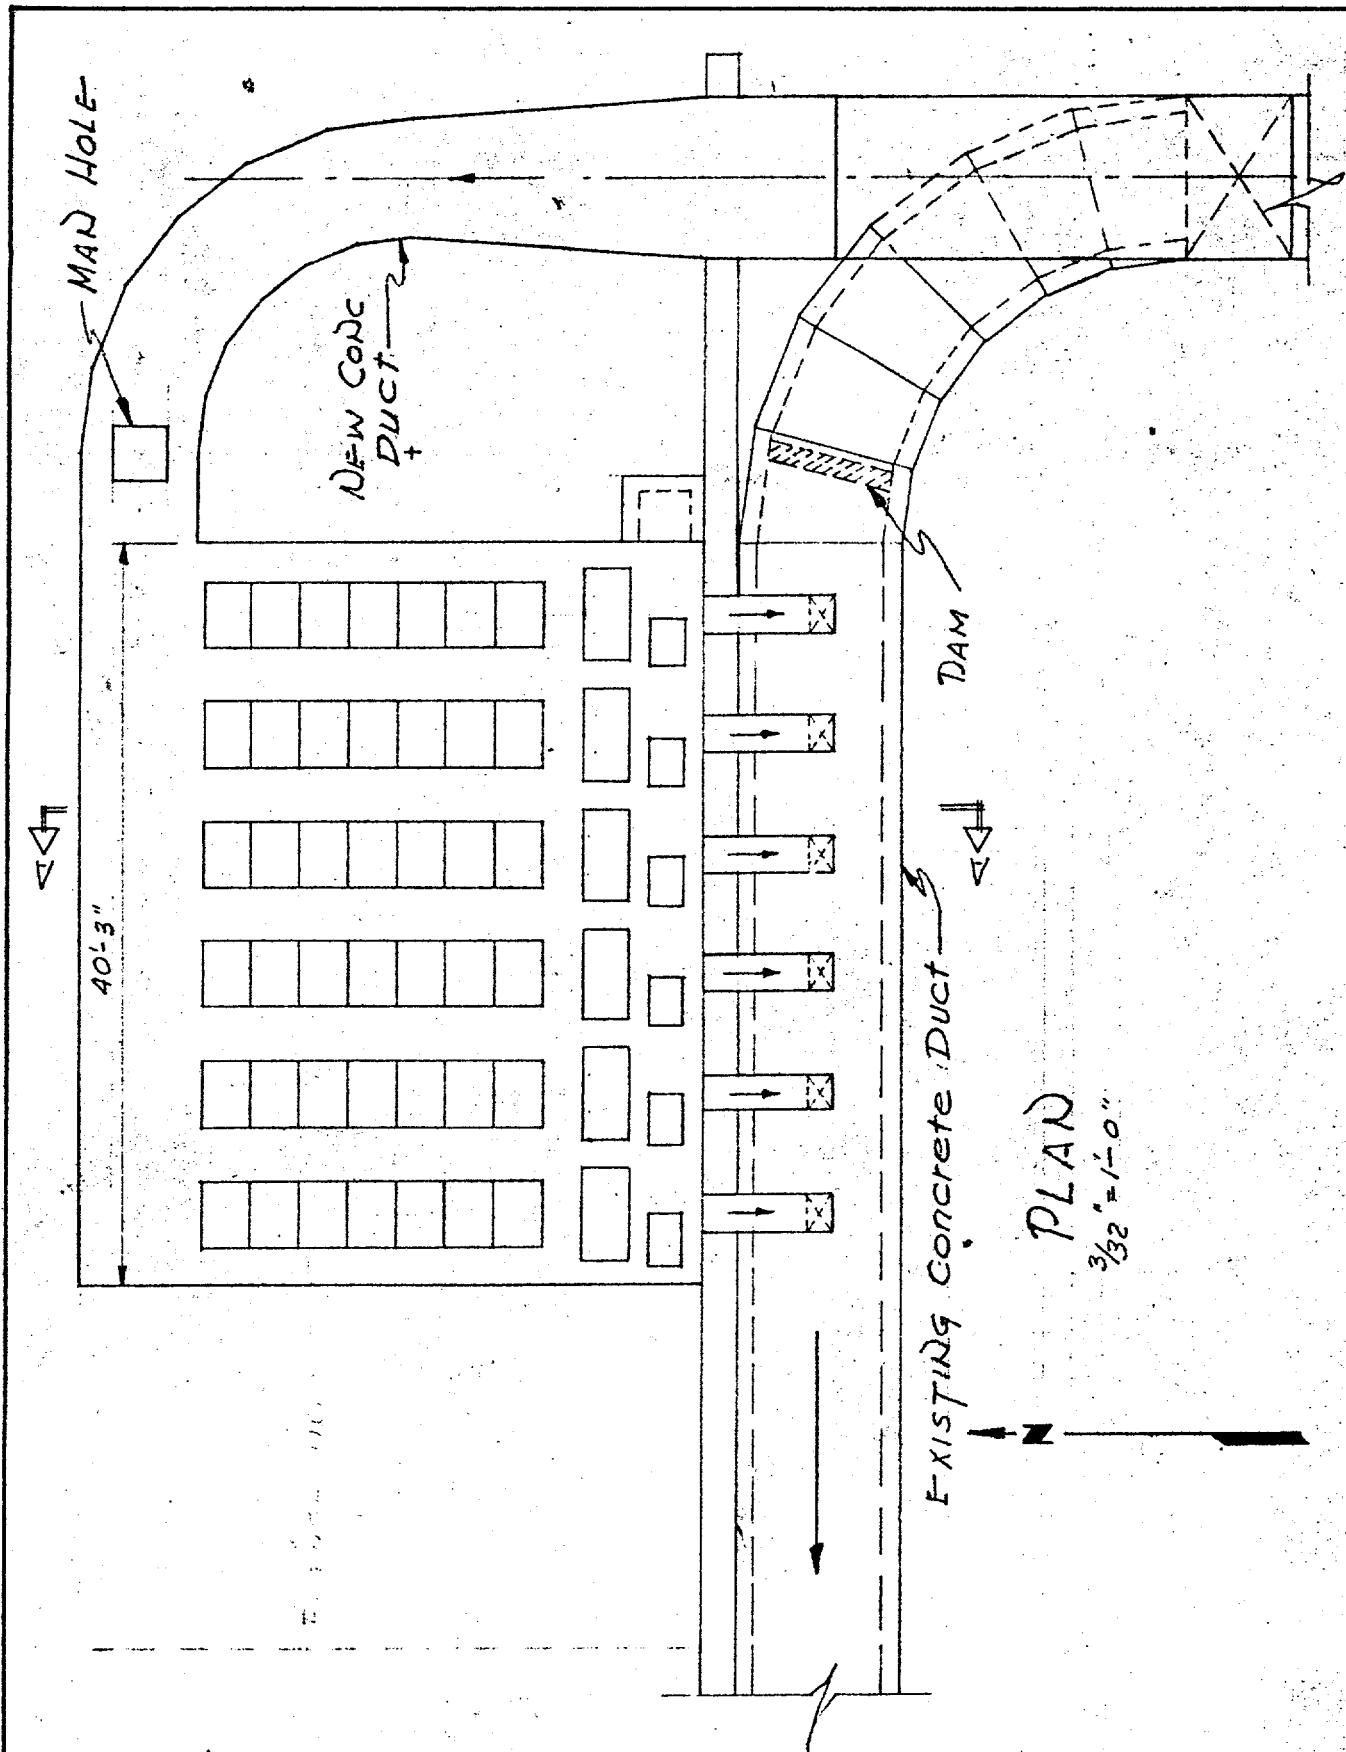 MAN HOLE
NEW CONC
DUCT
40'-3"
A
A
DAM
EXISTING CONCRETE DUCT
PLAN
3/32" = 1'-0"
N